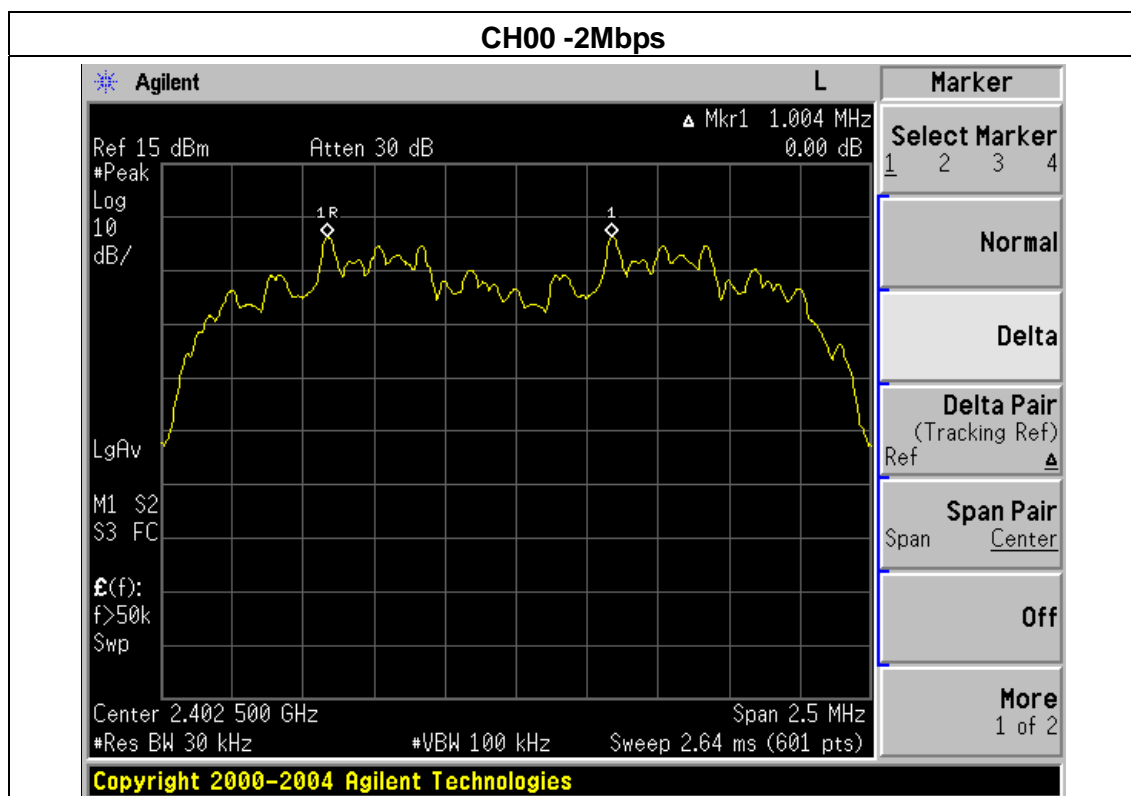 CH00 -2Mbps
Agilent L Marker
Δ Mkr1 1.004 MHz
Ref 15 dBm Atten 30 dB 0.00 dB
#Peak
Log
10
dB/
1R 1
LgAv
M1 S2
S3 FC
£(f):
f>50k
Swp
Center 2.402 500 GHz Span 2.5 MHz
#Res BW 30 kHz #VBW 100 kHz Sweep 2.64 ms (601 pts)
Select Marker
1 2 3 4
Normal
Delta
Delta Pair
(Tracking Ref)
Ref Δ
Span Pair
Span Center
Off
More
1 of 2
Copyright 2000-2004 Agilent Technologies